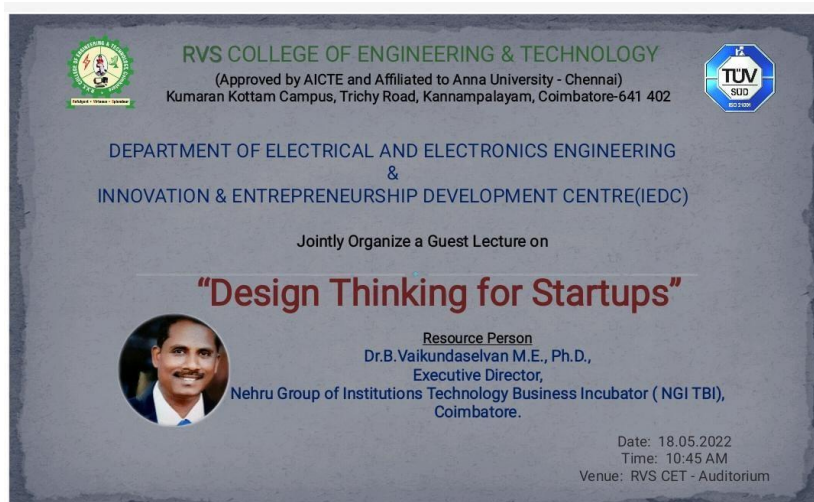 RVS COLLEGE OF ENGINEERING & TECHNOLOGY
(Approved by AICTE and Affiliated to Anna University - Chennai)
Kumaran Kottam Campus, Trichy Road, Kannampalayam, Coimbatore-641 402
TÜV
SUD
ISO 21001
DEPARTMENT OF ELECTRICAL AND ELECTRONICS ENGINEERING
&
INNOVATION & ENTREPRENEURSHIP DEVELOPMENT CENTRE(IEDC)
Jointly Organize a Guest Lecture on
“Design Thinking for Startups”
Resource Person
Dr.B.Vaikundaselvan M.E., Ph.D.,
Executive Director,
Nehru Group of Institutions Technology Business Incubator ( NGI TBI),
Coimbatore.
Date: 18.05.2022
Time: 10:45 AM
Venue: RVS CET - Auditorium